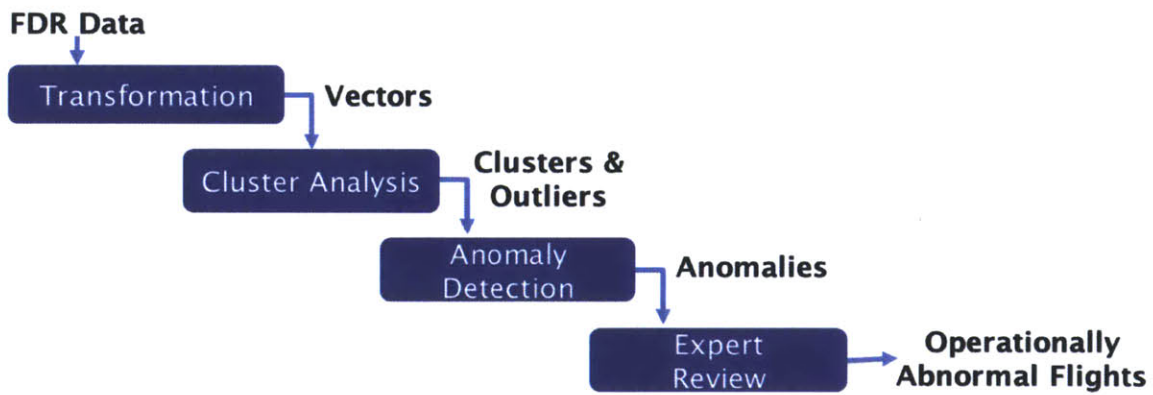 FDR Data
Transformation
Vectors
Cluster Analysis
Clusters &
Outliers
Anomaly
Detection
Anomalies
Expert
Review
Operationally
Abnormal Flights